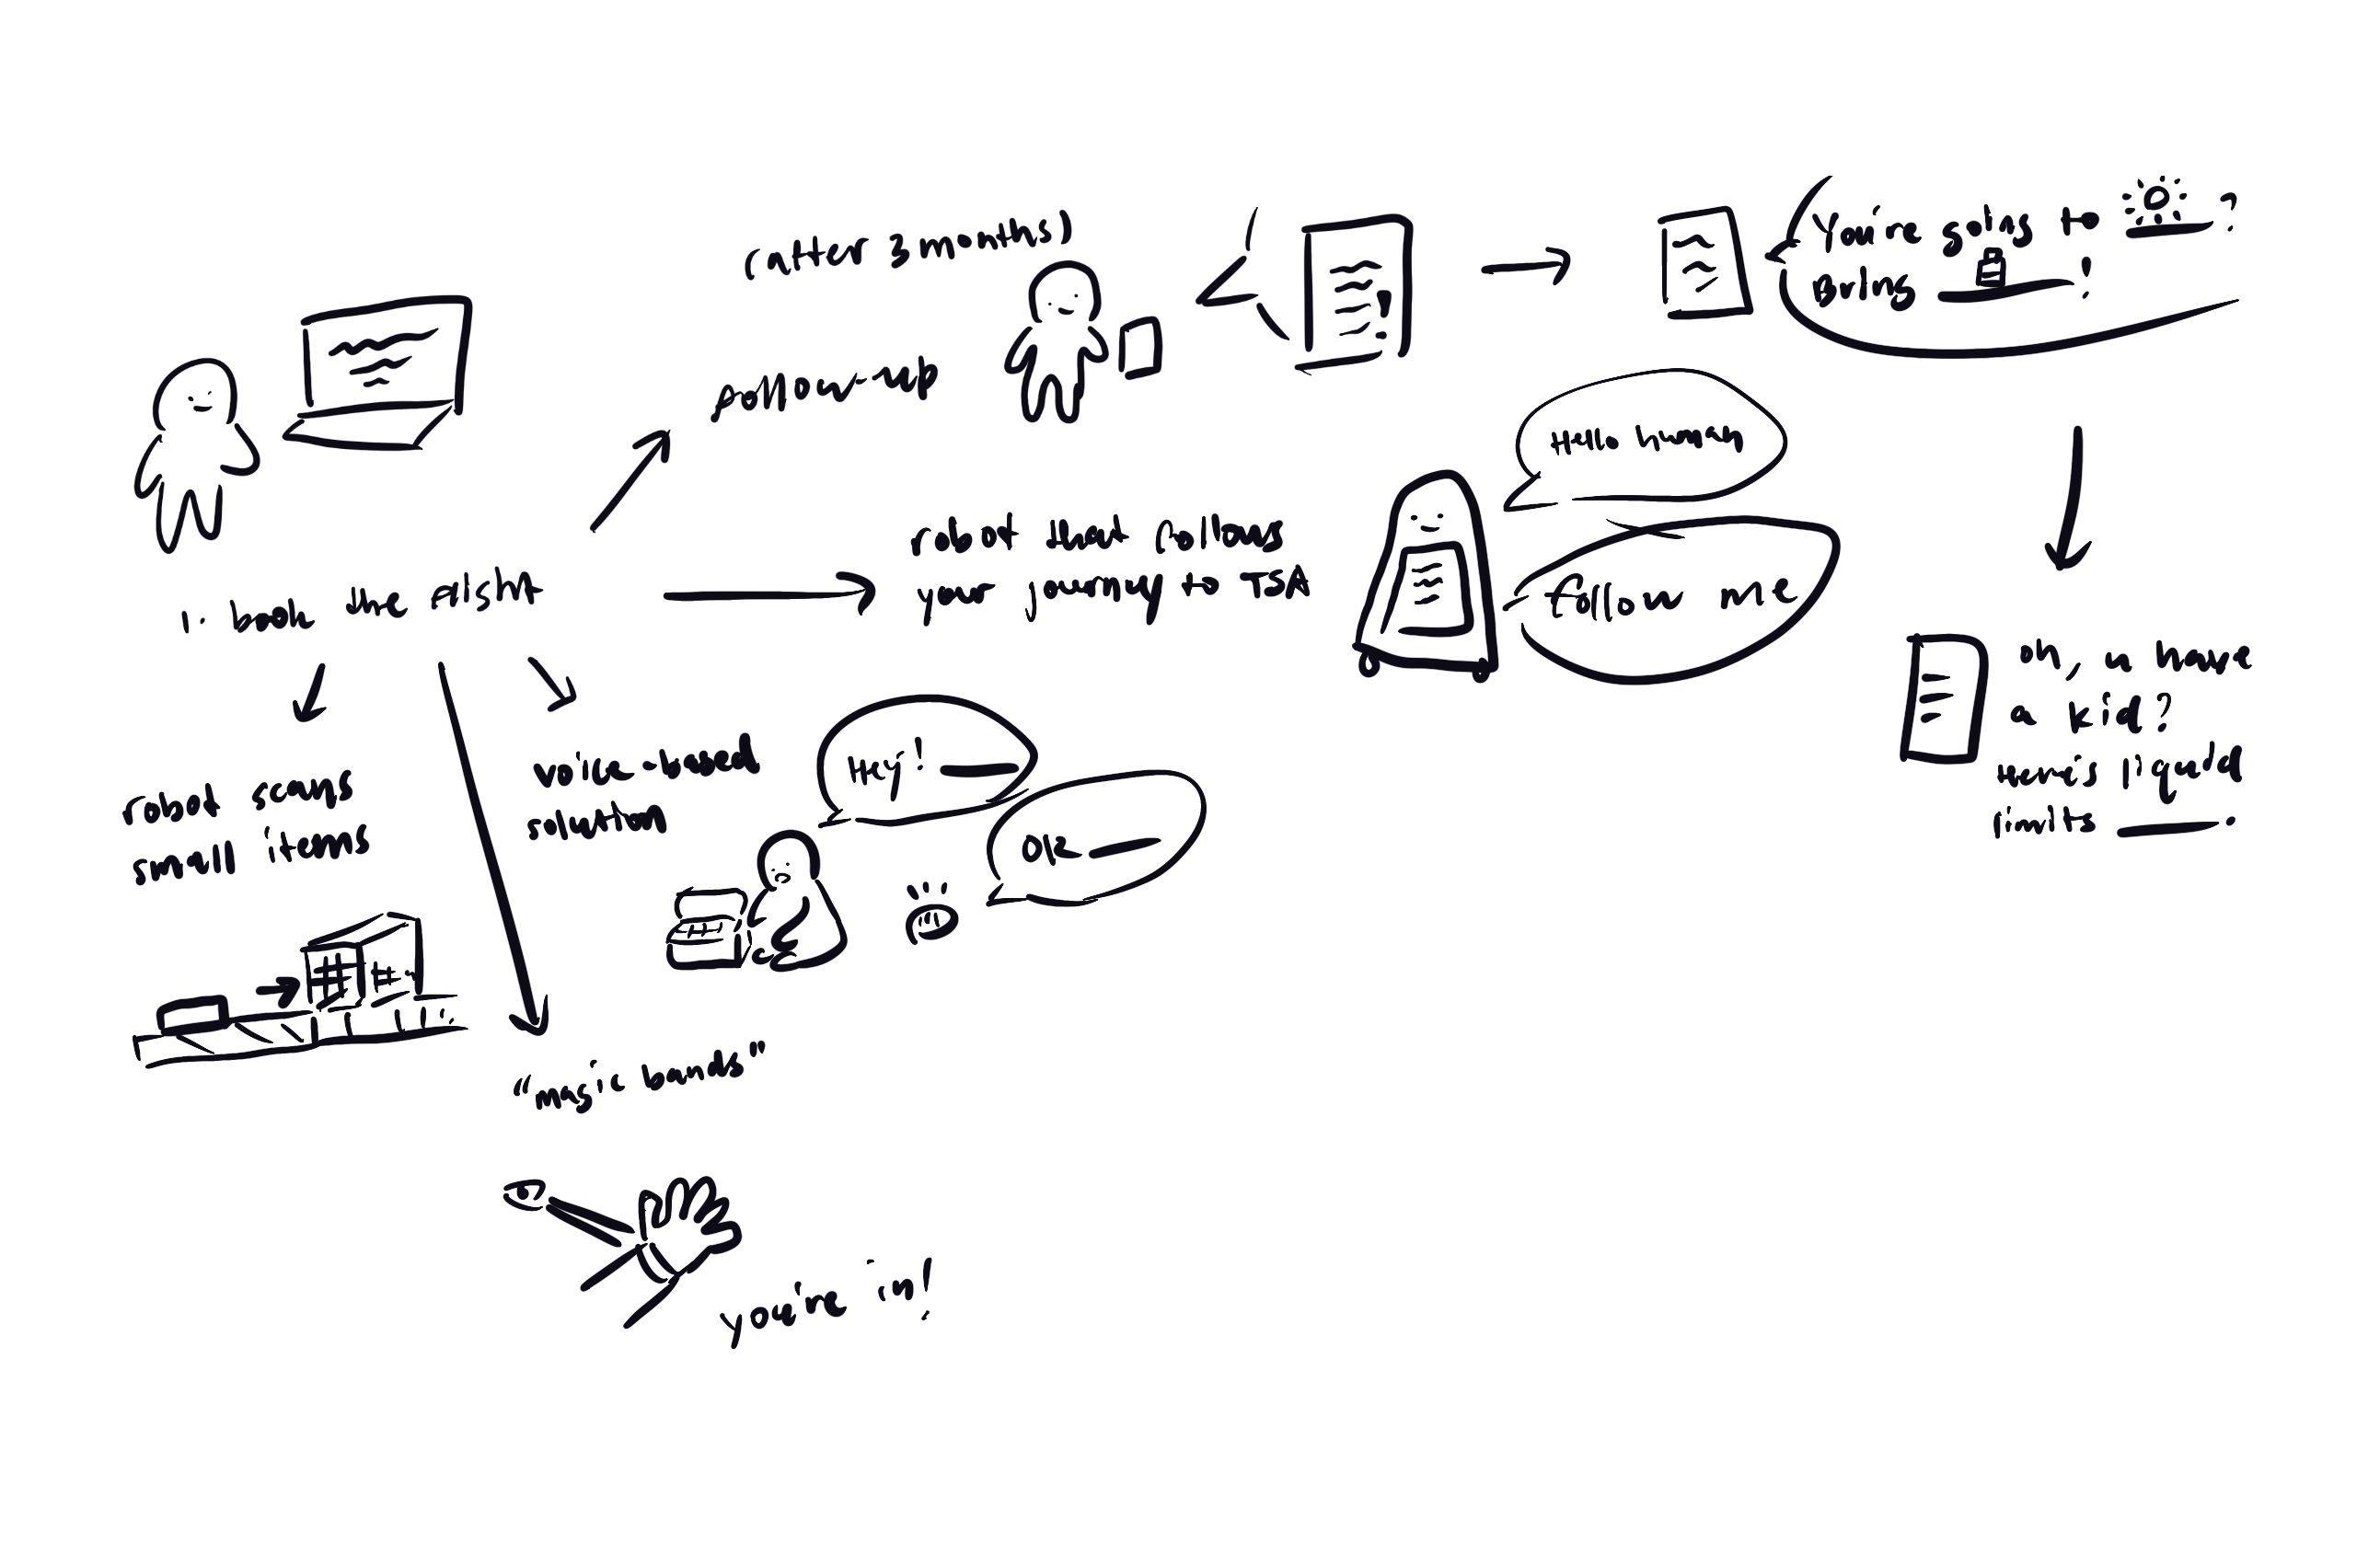 (after 3 months)
follow-up
You're going to ?
Bring !
Hello human
follow me
robot that follows
your journey to TSA
1. book the flight
oh, u have
a kid?
here's liquid
limits .
voice-based
solution
Hey!
Ok
robot scans
small items
"magic bands"
you're in!